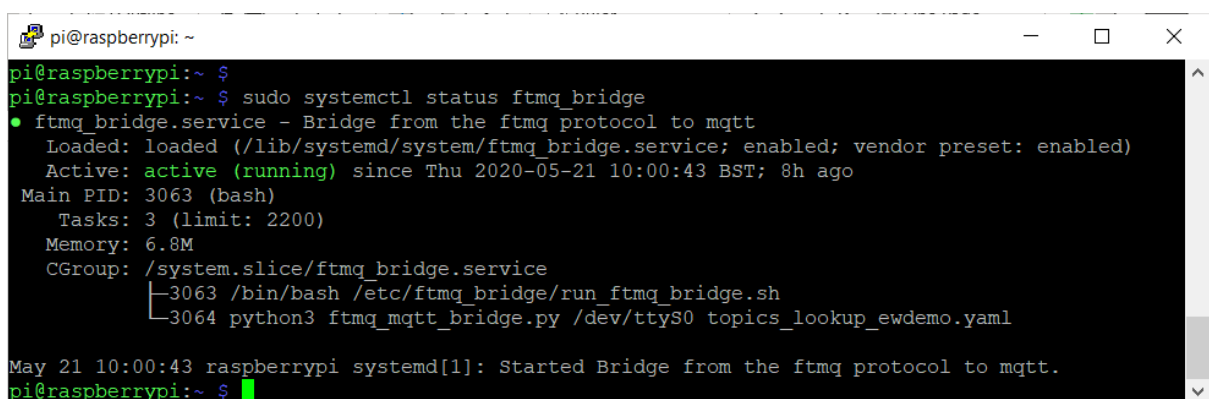 pi@raspberrypi: ~
pi@raspberrypi:~ $
pi@raspberrypi:~ $ sudo systemctl status ftmq_bridge
● ftmq_bridge.service - Bridge from the ftmq protocol to mqtt
   Loaded: loaded (/lib/systemd/system/ftmq_bridge.service; enabled; vendor preset: enabled)
   Active: active (running) since Thu 2020-05-21 10:00:43 BST; 8h ago
 Main PID: 3063 (bash)
    Tasks: 3 (limit: 2200)
   Memory: 6.8M
   CGroup: /system.slice/ftmq_bridge.service
           ├─3063 /bin/bash /etc/ftmq_bridge/run_ftmq_bridge.sh
           └─3064 python3 ftmq_mqtt_bridge.py /dev/ttyS0 topics_lookup_ewdemo.yaml
May 21 10:00:43 raspberrypi systemd[1]: Started Bridge from the ftmq protocol to mqtt.
pi@raspberrypi:~ $